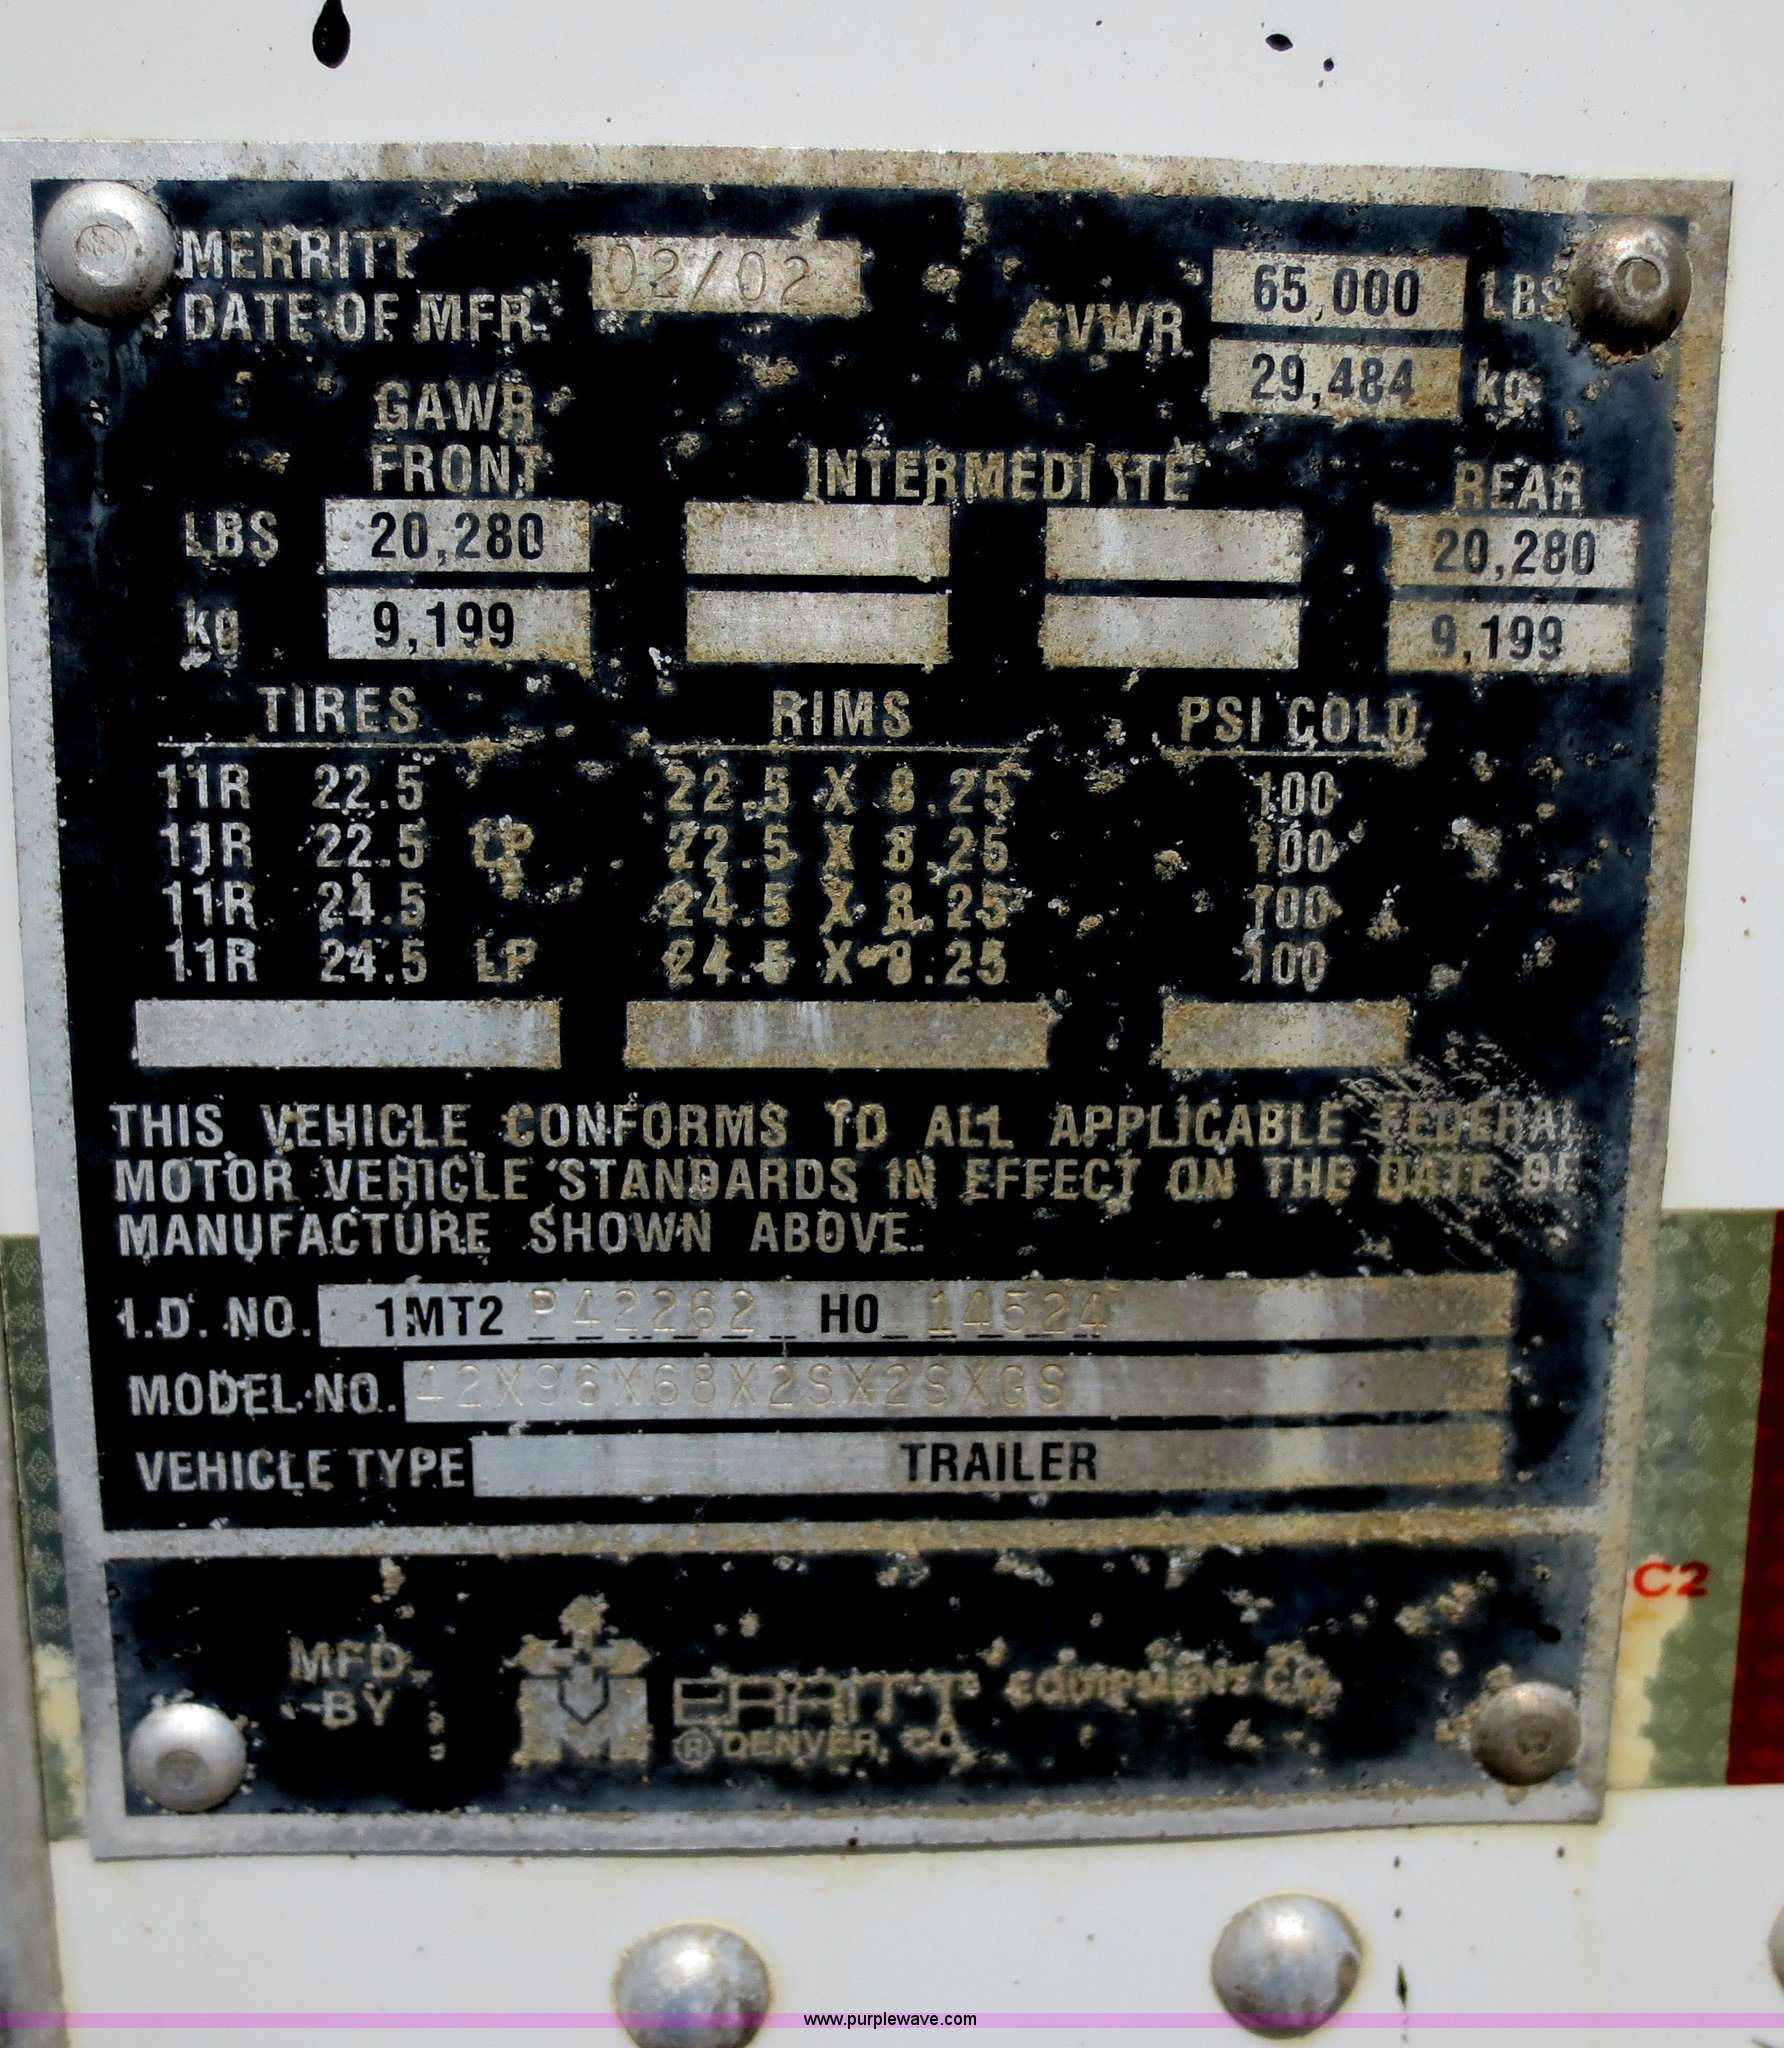 MERRITT
DATE OF MFR. 02/02
GVWR 65,000 LBS
29,484 kg
GAWR
FRONT INTERMEDIATE REAR
LBS 20,280 20,280
kg 9,199 9,199
TIRES RIMS PSI COLD
11R 22.5 22.5 X 8.25 100
11R 22.5 LP 22.5 X 8.25 100
11R 24.5 24.5 X 8.25 100
11R 24.5 LP 24.5 X 8.25 100
THIS VEHICLE CONFORMS TO ALL APPLICABLE FEDERAL
MOTOR VEHICLE STANDARDS IN EFFECT ON THE DATE OF
MANUFACTURE SHOWN ABOVE.
I.D. NO. 1MT2 P42262 H0 14524
MODEL NO. 42X96X68X2SX2SXGS
VEHICLE TYPE TRAILER
C2
MFD.
BY
MERRITT EQUIPMENT CO.
® DENVER, CO.
www.purplewave.com